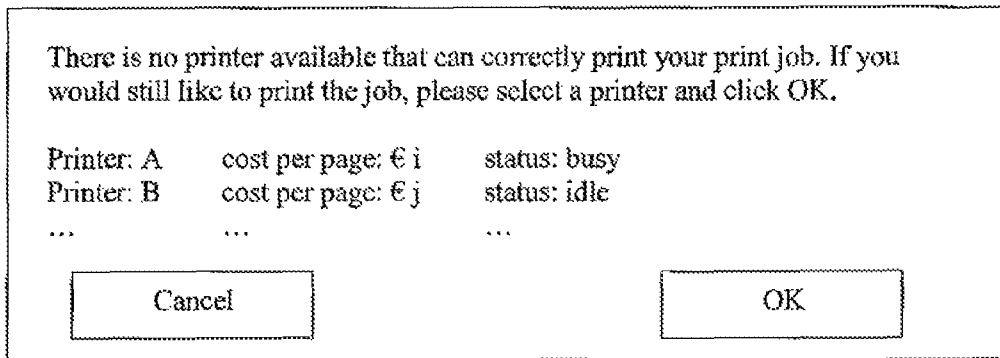 There is no printer available that can correctly print your print job. If you
would still like to print the job, please select a printer and click OK.
Printer: A cost per page: € i status: busy
Printer: B cost per page: € j status: idle
... ... ...
Cancel OK